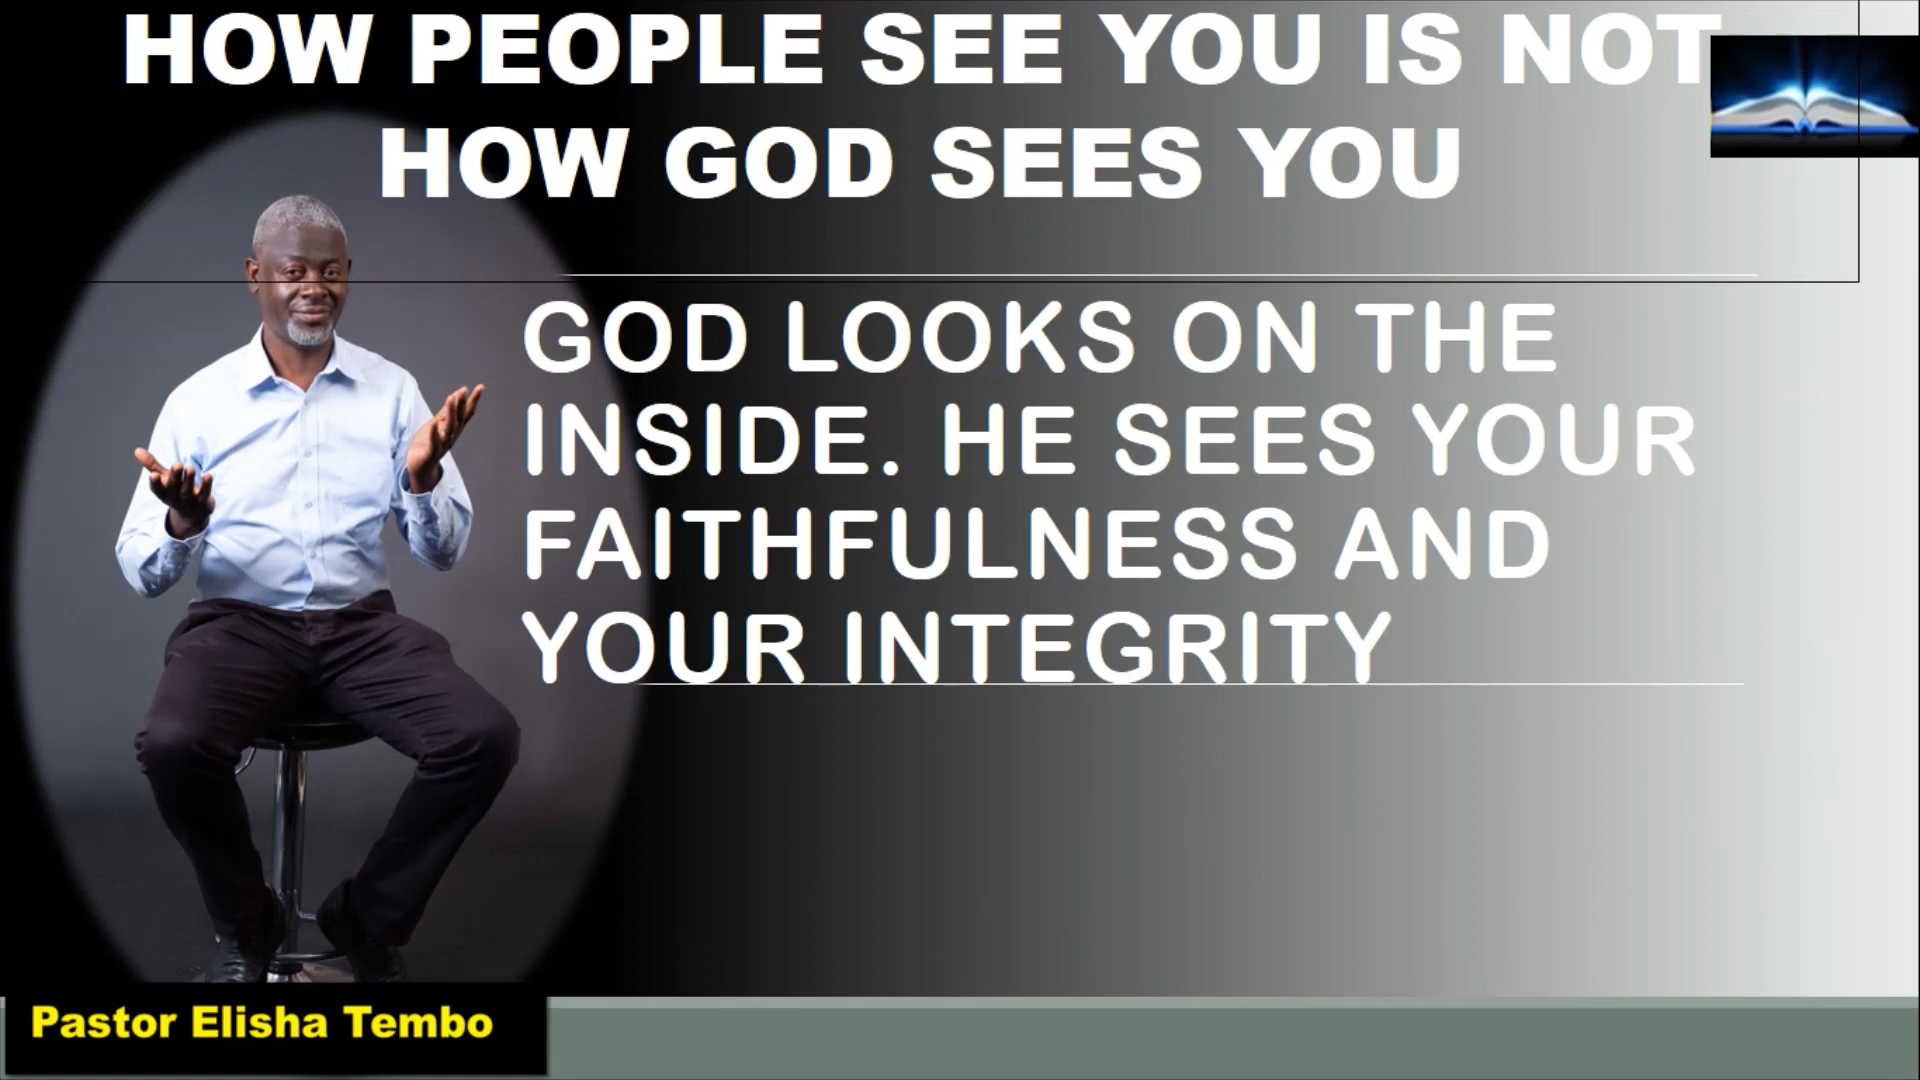 HOW PEOPLE SEE YOU IS NOT
HOW GOD SEES YOU
GOD LOOKS ON THE
INSIDE. HE SEES YOUR
FAITHFULNESS AND
YOUR INTEGRITY
Pastor Elisha Tembo